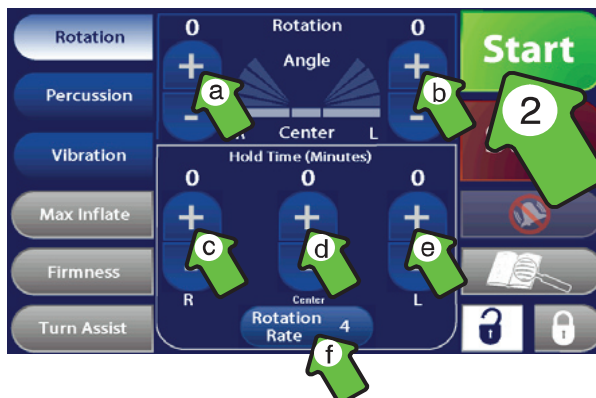 Rotation
Percussion
Vibration
Max Inflate
Firmness
Turn Assist
0 Rotation 0
+ Angle +
a b
- -
Center L
Hold Time (Minutes)
0 0 0
+ + +
c d e
R Center L
Rotation
Rate 4
f
Start
2